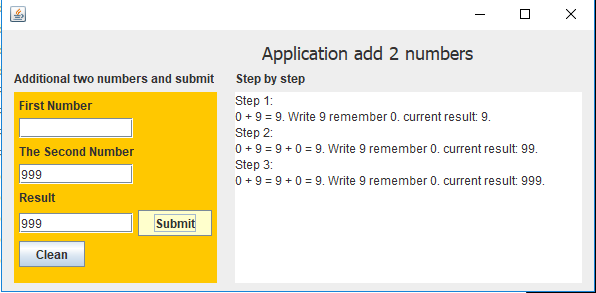 Application add 2 numbers
Additional two numbers and submit
Step by step
First Number
The Second Number
999
Result
999
Submit
Clean
Step 1:
0 + 9 = 9. Write 9 remember 0. current result: 9.
Step 2:
0 + 9 = 9 + 0 = 9. Write 9 remember 0. current result: 99.
Step 3:
0 + 9 = 9 + 0 = 9. Write 9 remember 0. current result: 999.